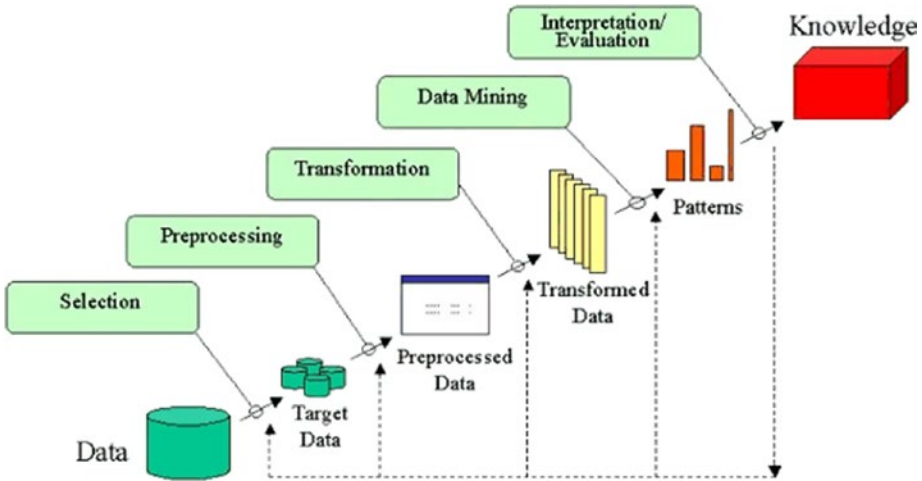 Interpretation/
Evaluation
Knowledge
Data Mining
Transformation
Patterns
Preprocessing
Transformed
Data
Selection
Preprocessed
Data
Target
Data
Data